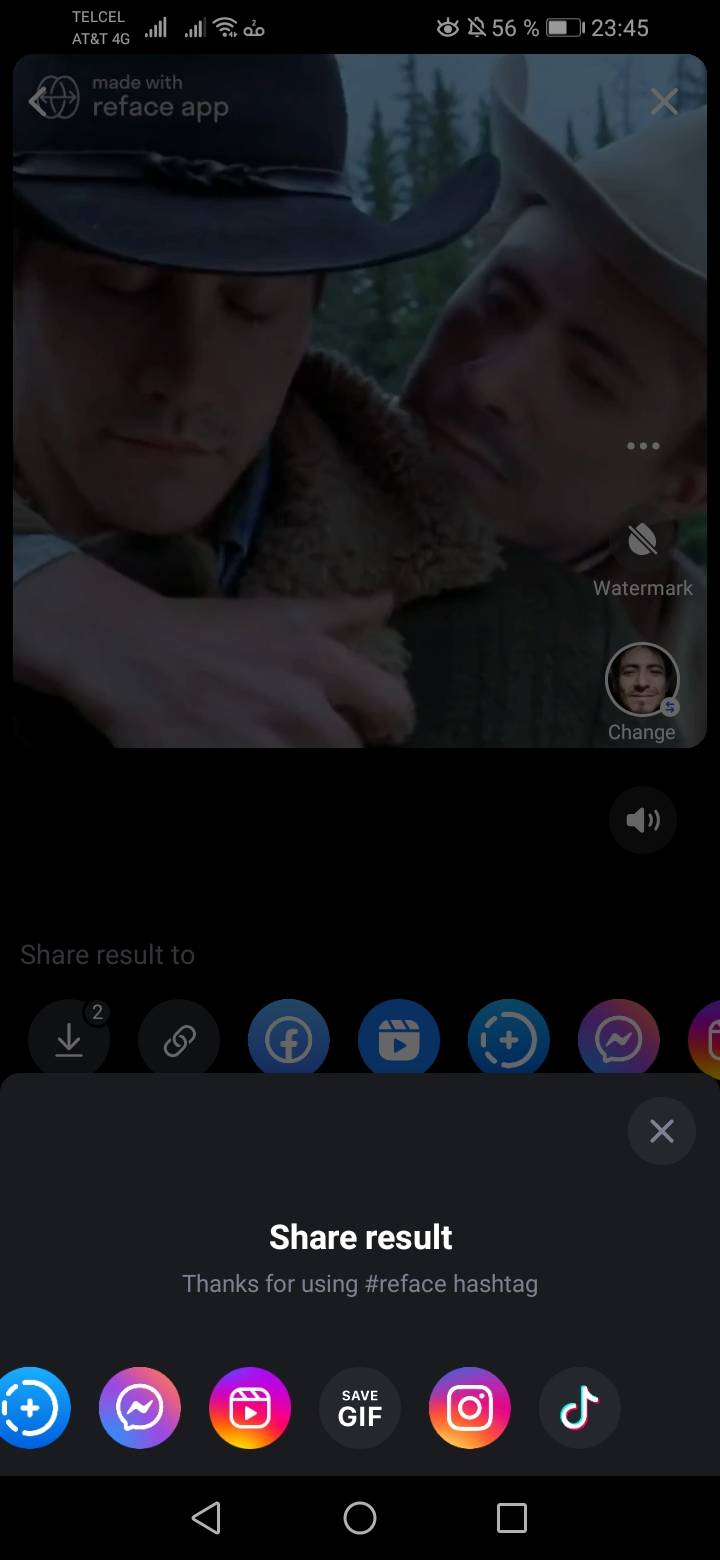 TELCEL
AT&T 4G
2
56 %
23:45
made with
reface app
Watermark
Change
Share result to
2
Share result
Thanks for using #reface hashtag
SAVE
GIF